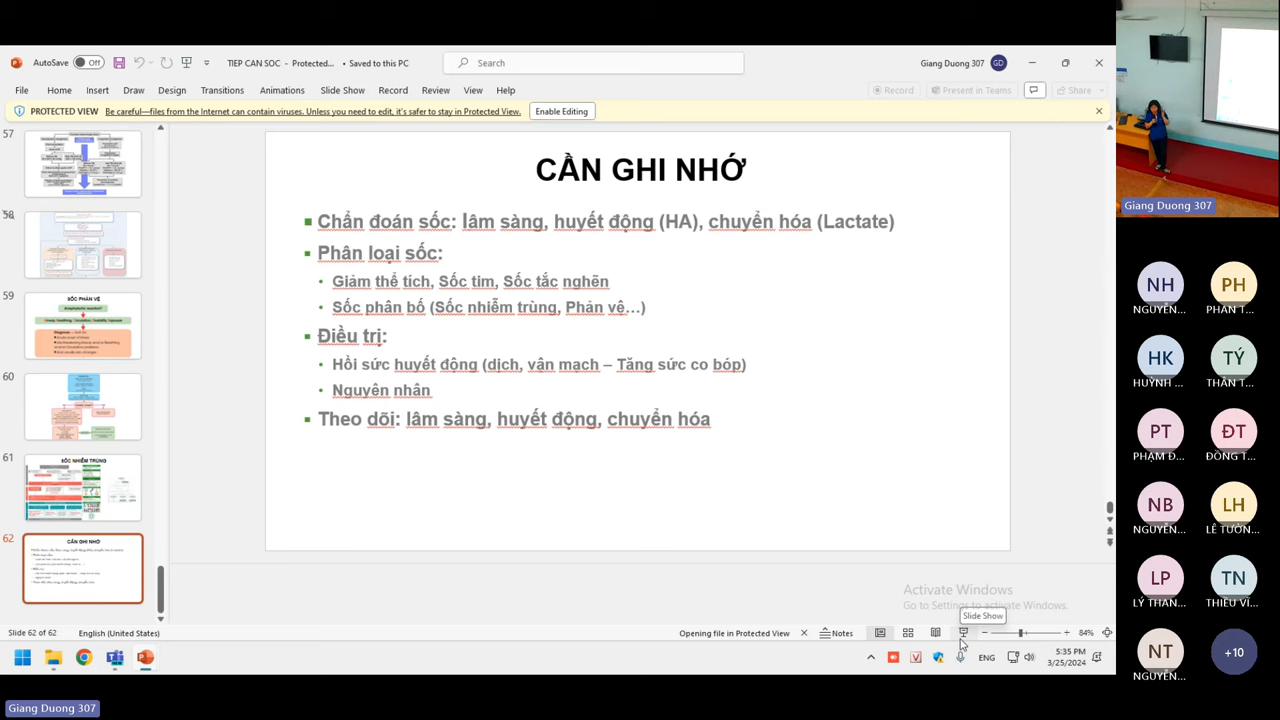 AutoSave Off
TIEP CAN SOC - Protected... • Saved to this PC
Search
Giang Duong 307 GD
File Home Insert Draw Design Transitions Animations Slide Show Record Review View Help
Record Present in Teams Share
PROTECTED VIEW Be careful—files from the Internet can contain viruses. Unless you need to edit, it's safer to stay in Protected View. Enable Editing
57
58
59
SỐC PHẢN VỆ
60
61
SỐC NHIỄM TRÙNG
62
CẦN GHI NHỚ
CẦN GHI NHỚ
Chẩn đoán sốc: lâm sàng, huyết động (HA), chuyển hóa (Lactate)
Phân loại sốc:
• Giảm thể tích, Sốc tim, Sốc tắc nghẽn
• Sốc phân bố (Sốc nhiễm trùng, Phản vệ...)
Điều trị:
• Hồi sức huyết động (dịch, vận mạch – Tăng sức co bóp)
• Nguyên nhân
Theo dõi: lâm sàng, huyết động, chuyển hóa
Activate Windows
Go to Settings to activate Windows.
Slide Show
Slide 62 of 62 English (United States)
Opening file in Protected View Notes 84%
ENG
5:35 PM
3/25/2024
Giang Duong 307
NH
NGUYỄN...
PH
PHAN T...
HK
HUỲNH ...
TÝ
THÂN T...
PT
PHẠM Đ...
ĐT
ĐỒNG T...
NB
NGUYỄN...
LH
LÊ TƯỜN...
LP
LÝ THAN...
TN
THIỀU VĨ...
NT
NGUYỄN...
+10
Giang Duong 307